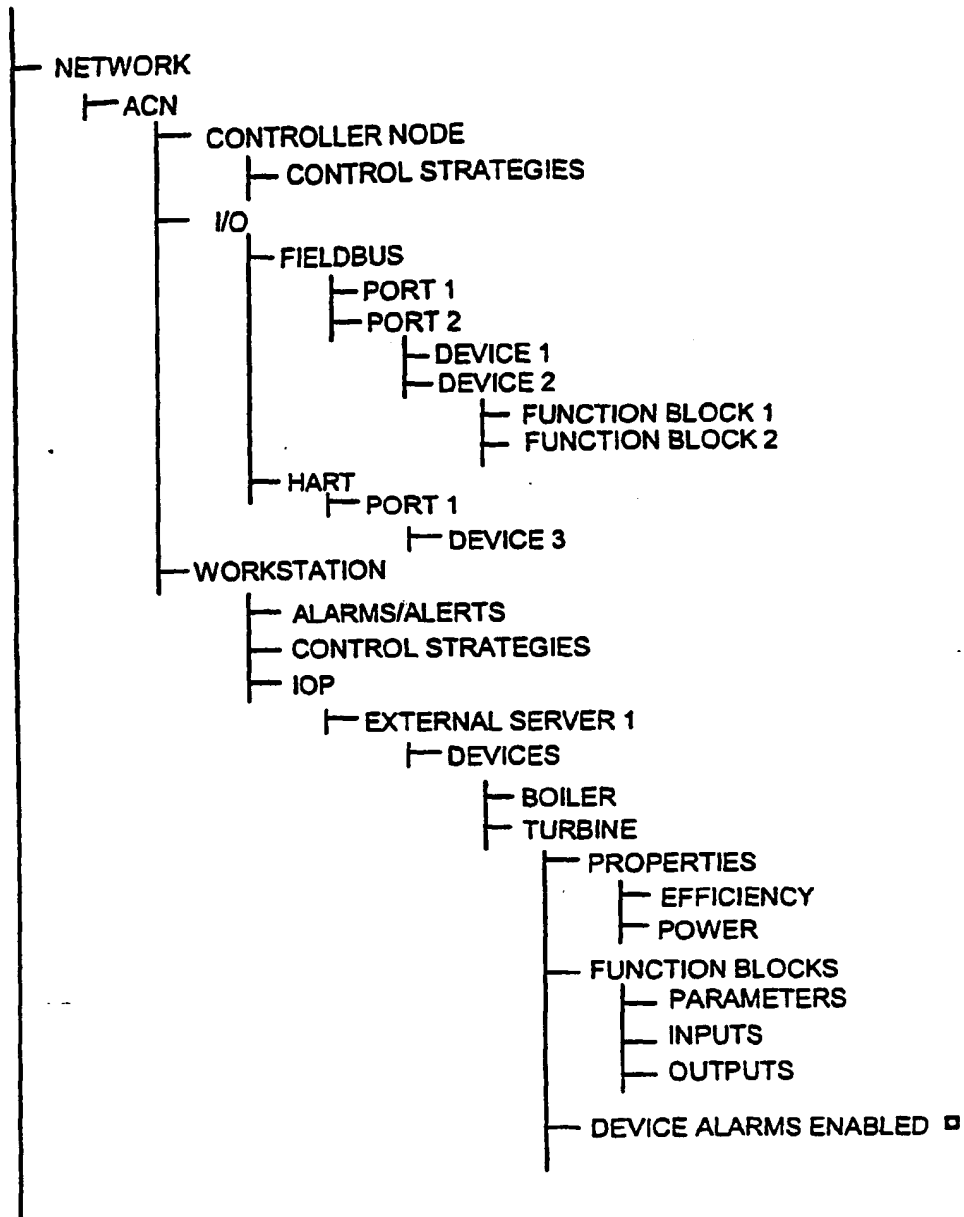 NETWORK
ACN
CONTROLLER NODE
CONTROL STRATEGIES
I/O
FIELDBUS
PORT 1
PORT 2
DEVICE 1
DEVICE 2
FUNCTION BLOCK 1
FUNCTION BLOCK 2
HART
PORT 1
DEVICE 3
WORKSTATION
ALARMS/ALERTS
CONTROL STRATEGIES
IOP
EXTERNAL SERVER 1
DEVICES
BOILER
TURBINE
PROPERTIES
EFFICIENCY
POWER
FUNCTION BLOCKS
PARAMETERS
INPUTS
OUTPUTS
DEVICE ALARMS ENABLED